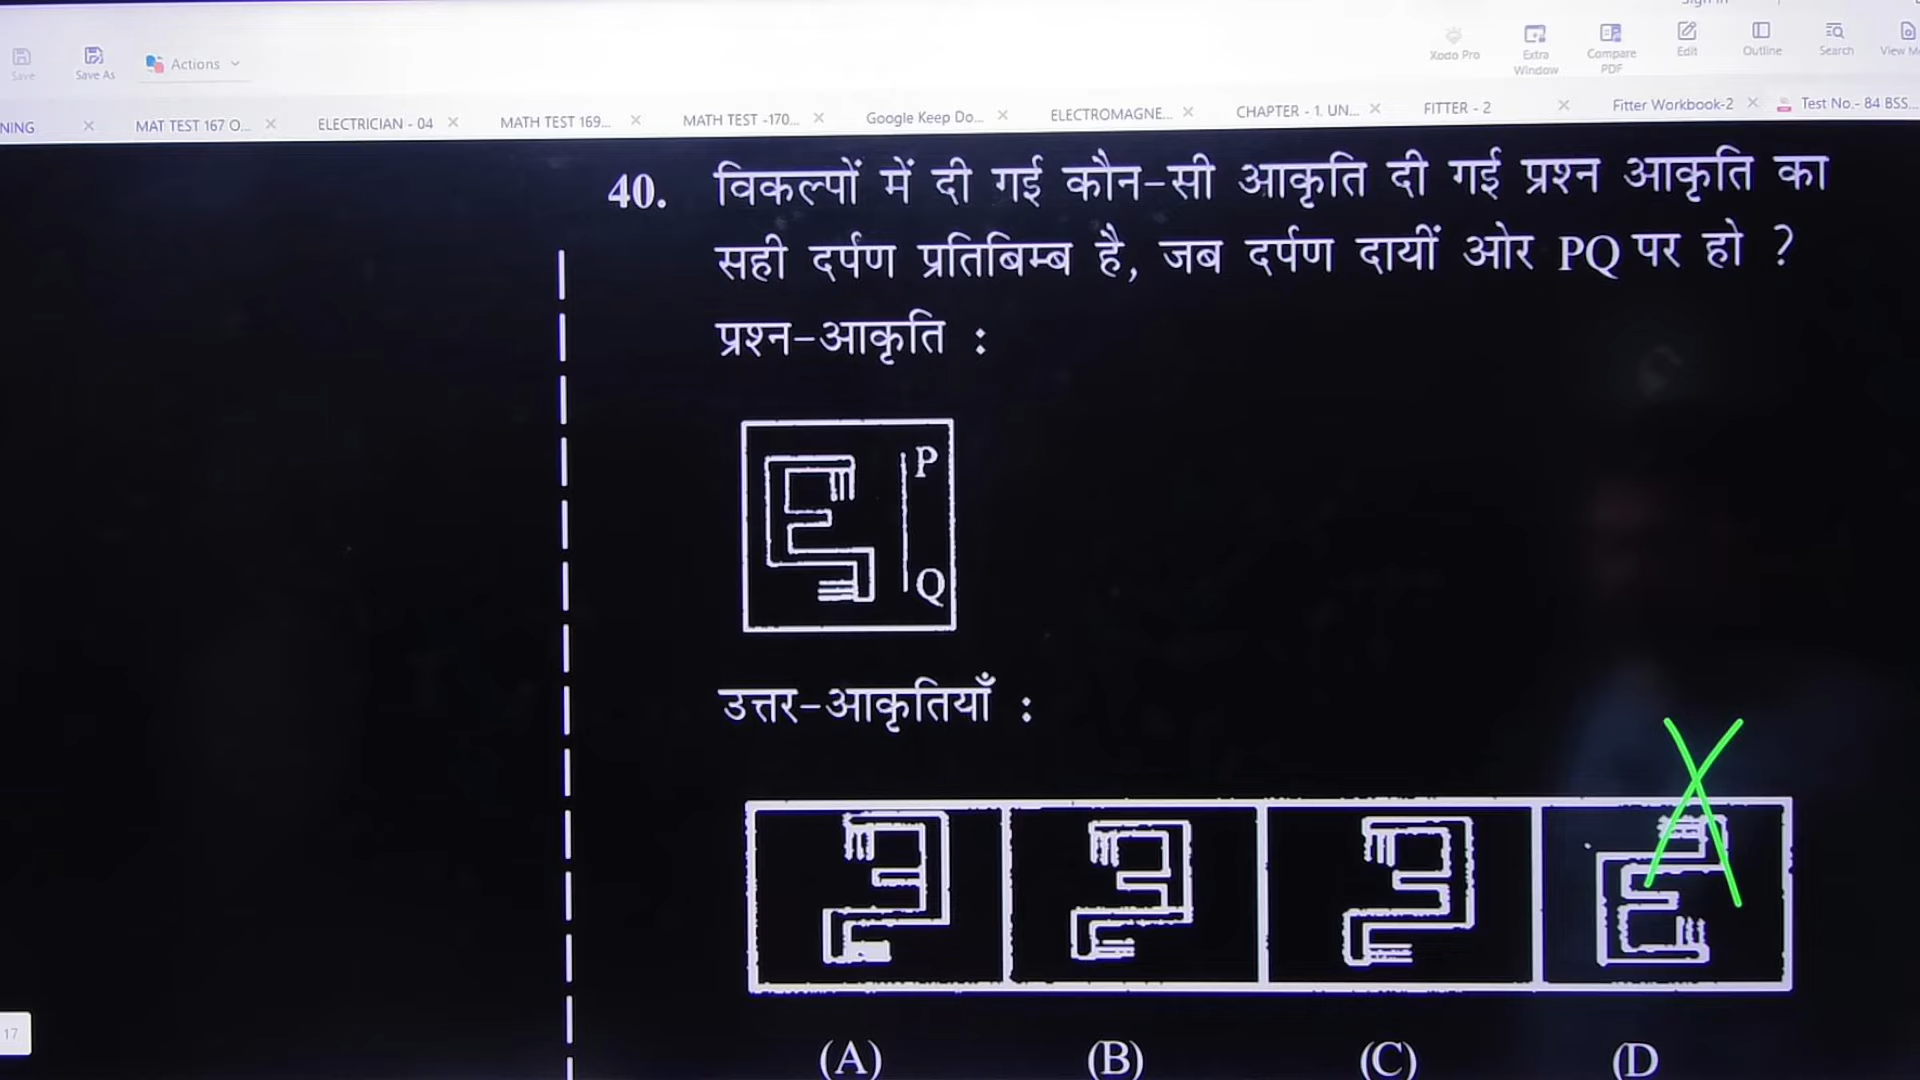 Save
Save As
Actions
Xodo Pro
Extra Window
Compare PDF
Edit
Outline
Search
NING
MAT TEST 167 O...
ELECTRICIAN - 04
MATH TEST 169...
MATH TEST -170...
Google Keep Do...
ELECTROMAGNE...
CHAPTER - 1. UN...
FITTER - 2
Fitter Workbook-2
Test No.- 84 BSS...
40. विकल्पों में दी गई कौन-सी आकृति दी गई प्रश्न आकृति का
सही दर्पण प्रतिबिम्ब है, जब दर्पण दायीं ओर PQ पर हो ?
प्रश्न-आकृति :
P
Q
उत्तर-आकृतियाँ :
(A) (B) (C) (D
17